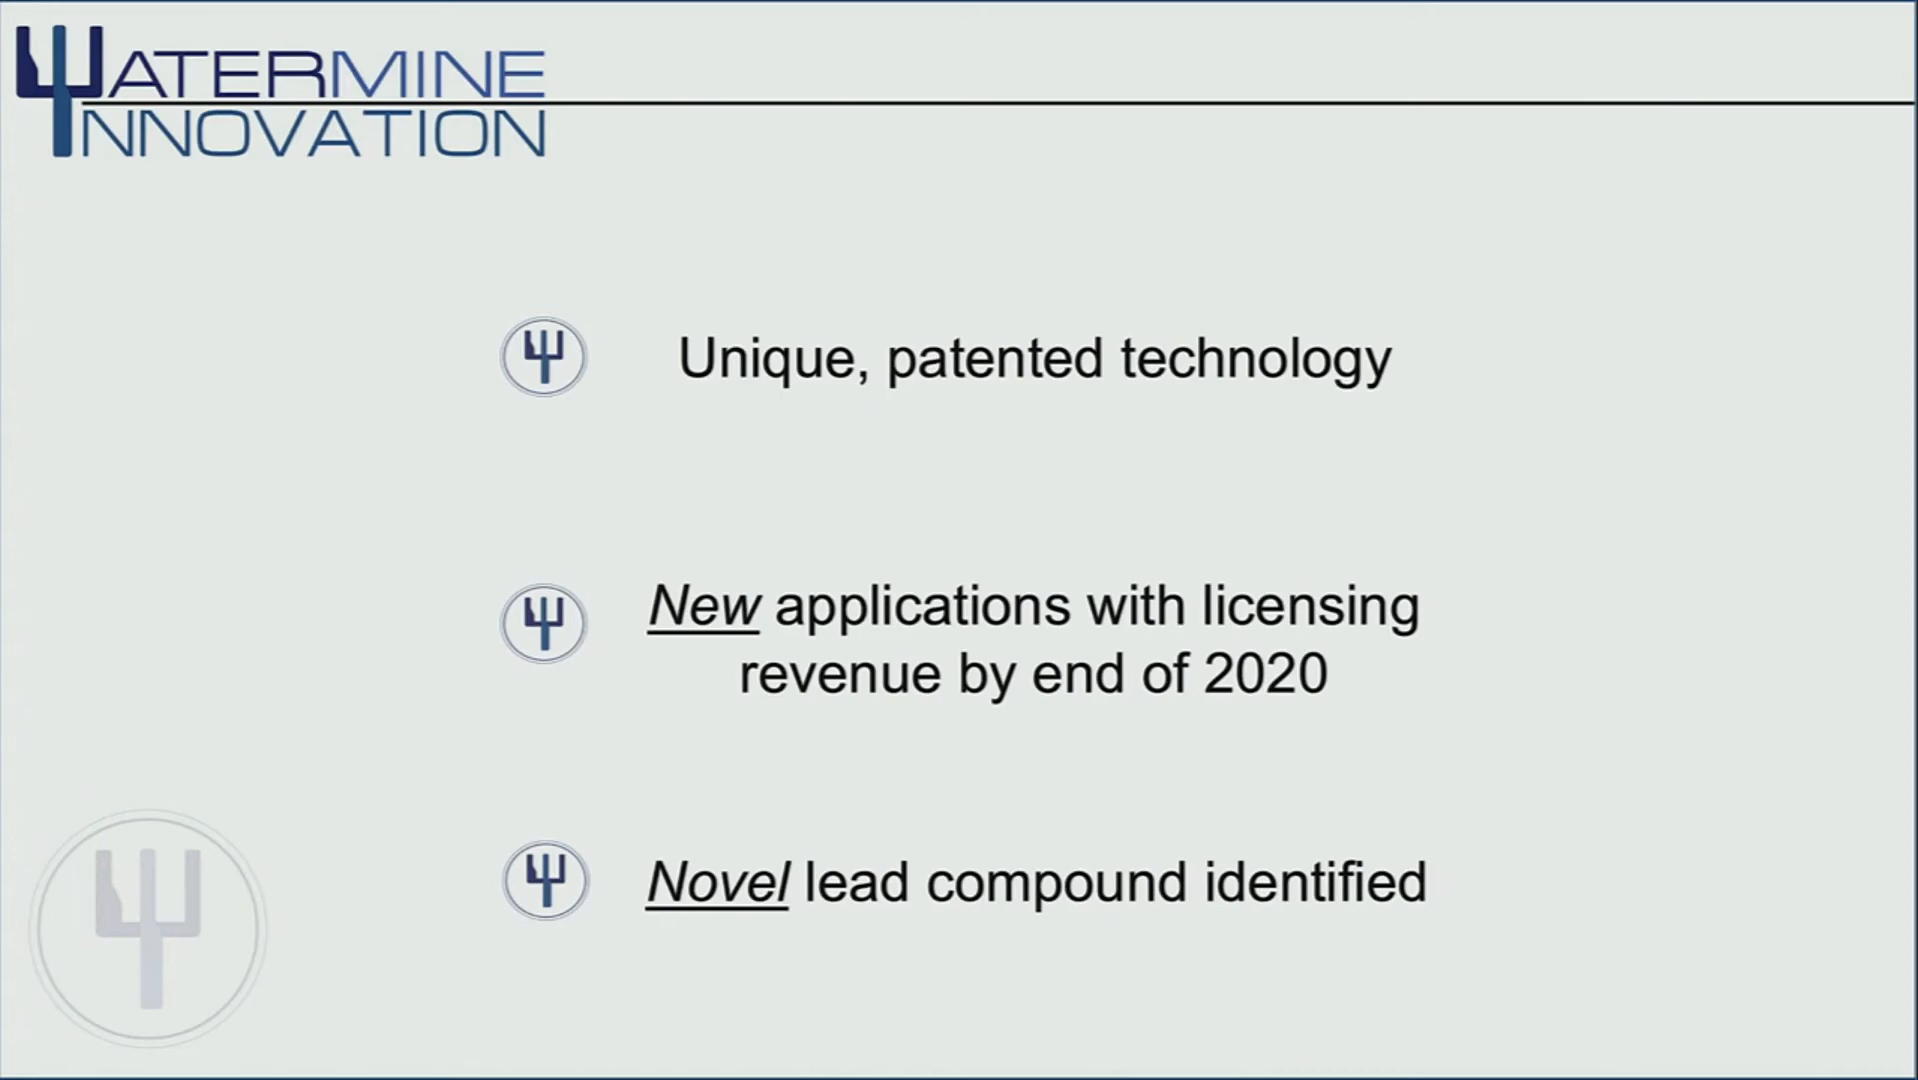 WATERMINE
INNOVATION
Unique, patented technology
New applications with licensing
revenue by end of 2020
Novel lead compound identified